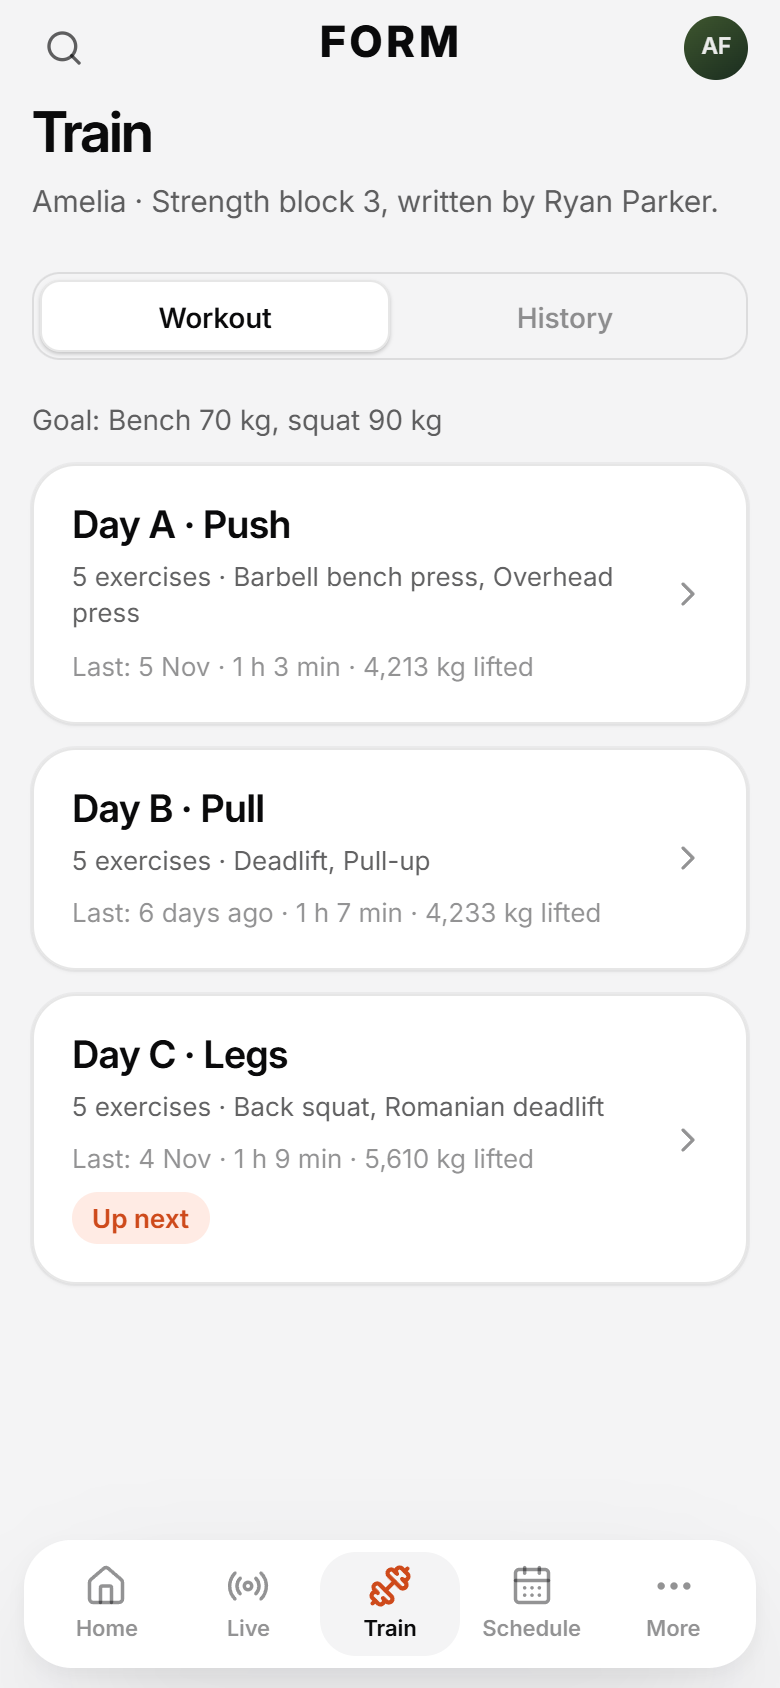 FORM
AF
Train
Amelia · Strength block 3, written by Ryan Parker.
Workout
History
Goal: Bench 70 kg, squat 90 kg
Day A · Push
5 exercises · Barbell bench press, Overhead
press
Last: 5 Nov · 1 h 3 min · 4,213 kg lifted
Day B · Pull
5 exercises · Deadlift, Pull-up
Last: 6 days ago · 1 h 7 min · 4,233 kg lifted
Day C · Legs
5 exercises · Back squat, Romanian deadlift
Last: 4 Nov · 1 h 9 min · 5,610 kg lifted
Up next
Home
Live
Train
Schedule
More